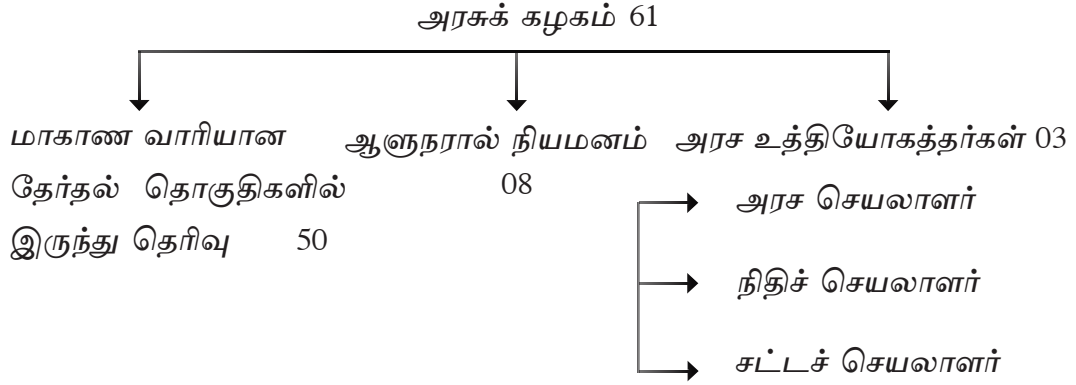 அரசுக் கழகம் 61
மாகாண வாரியான
தேர்தல் தொகுதிகளில்
இருந்து தெரிவு 50
ஆளுநரால் நியமனம்
08
அரச உத்தியோகத்தர்கள் 03
அரச செயலாளர்
நிதிச் செயலாளர்
சட்டச் செயலாளர்